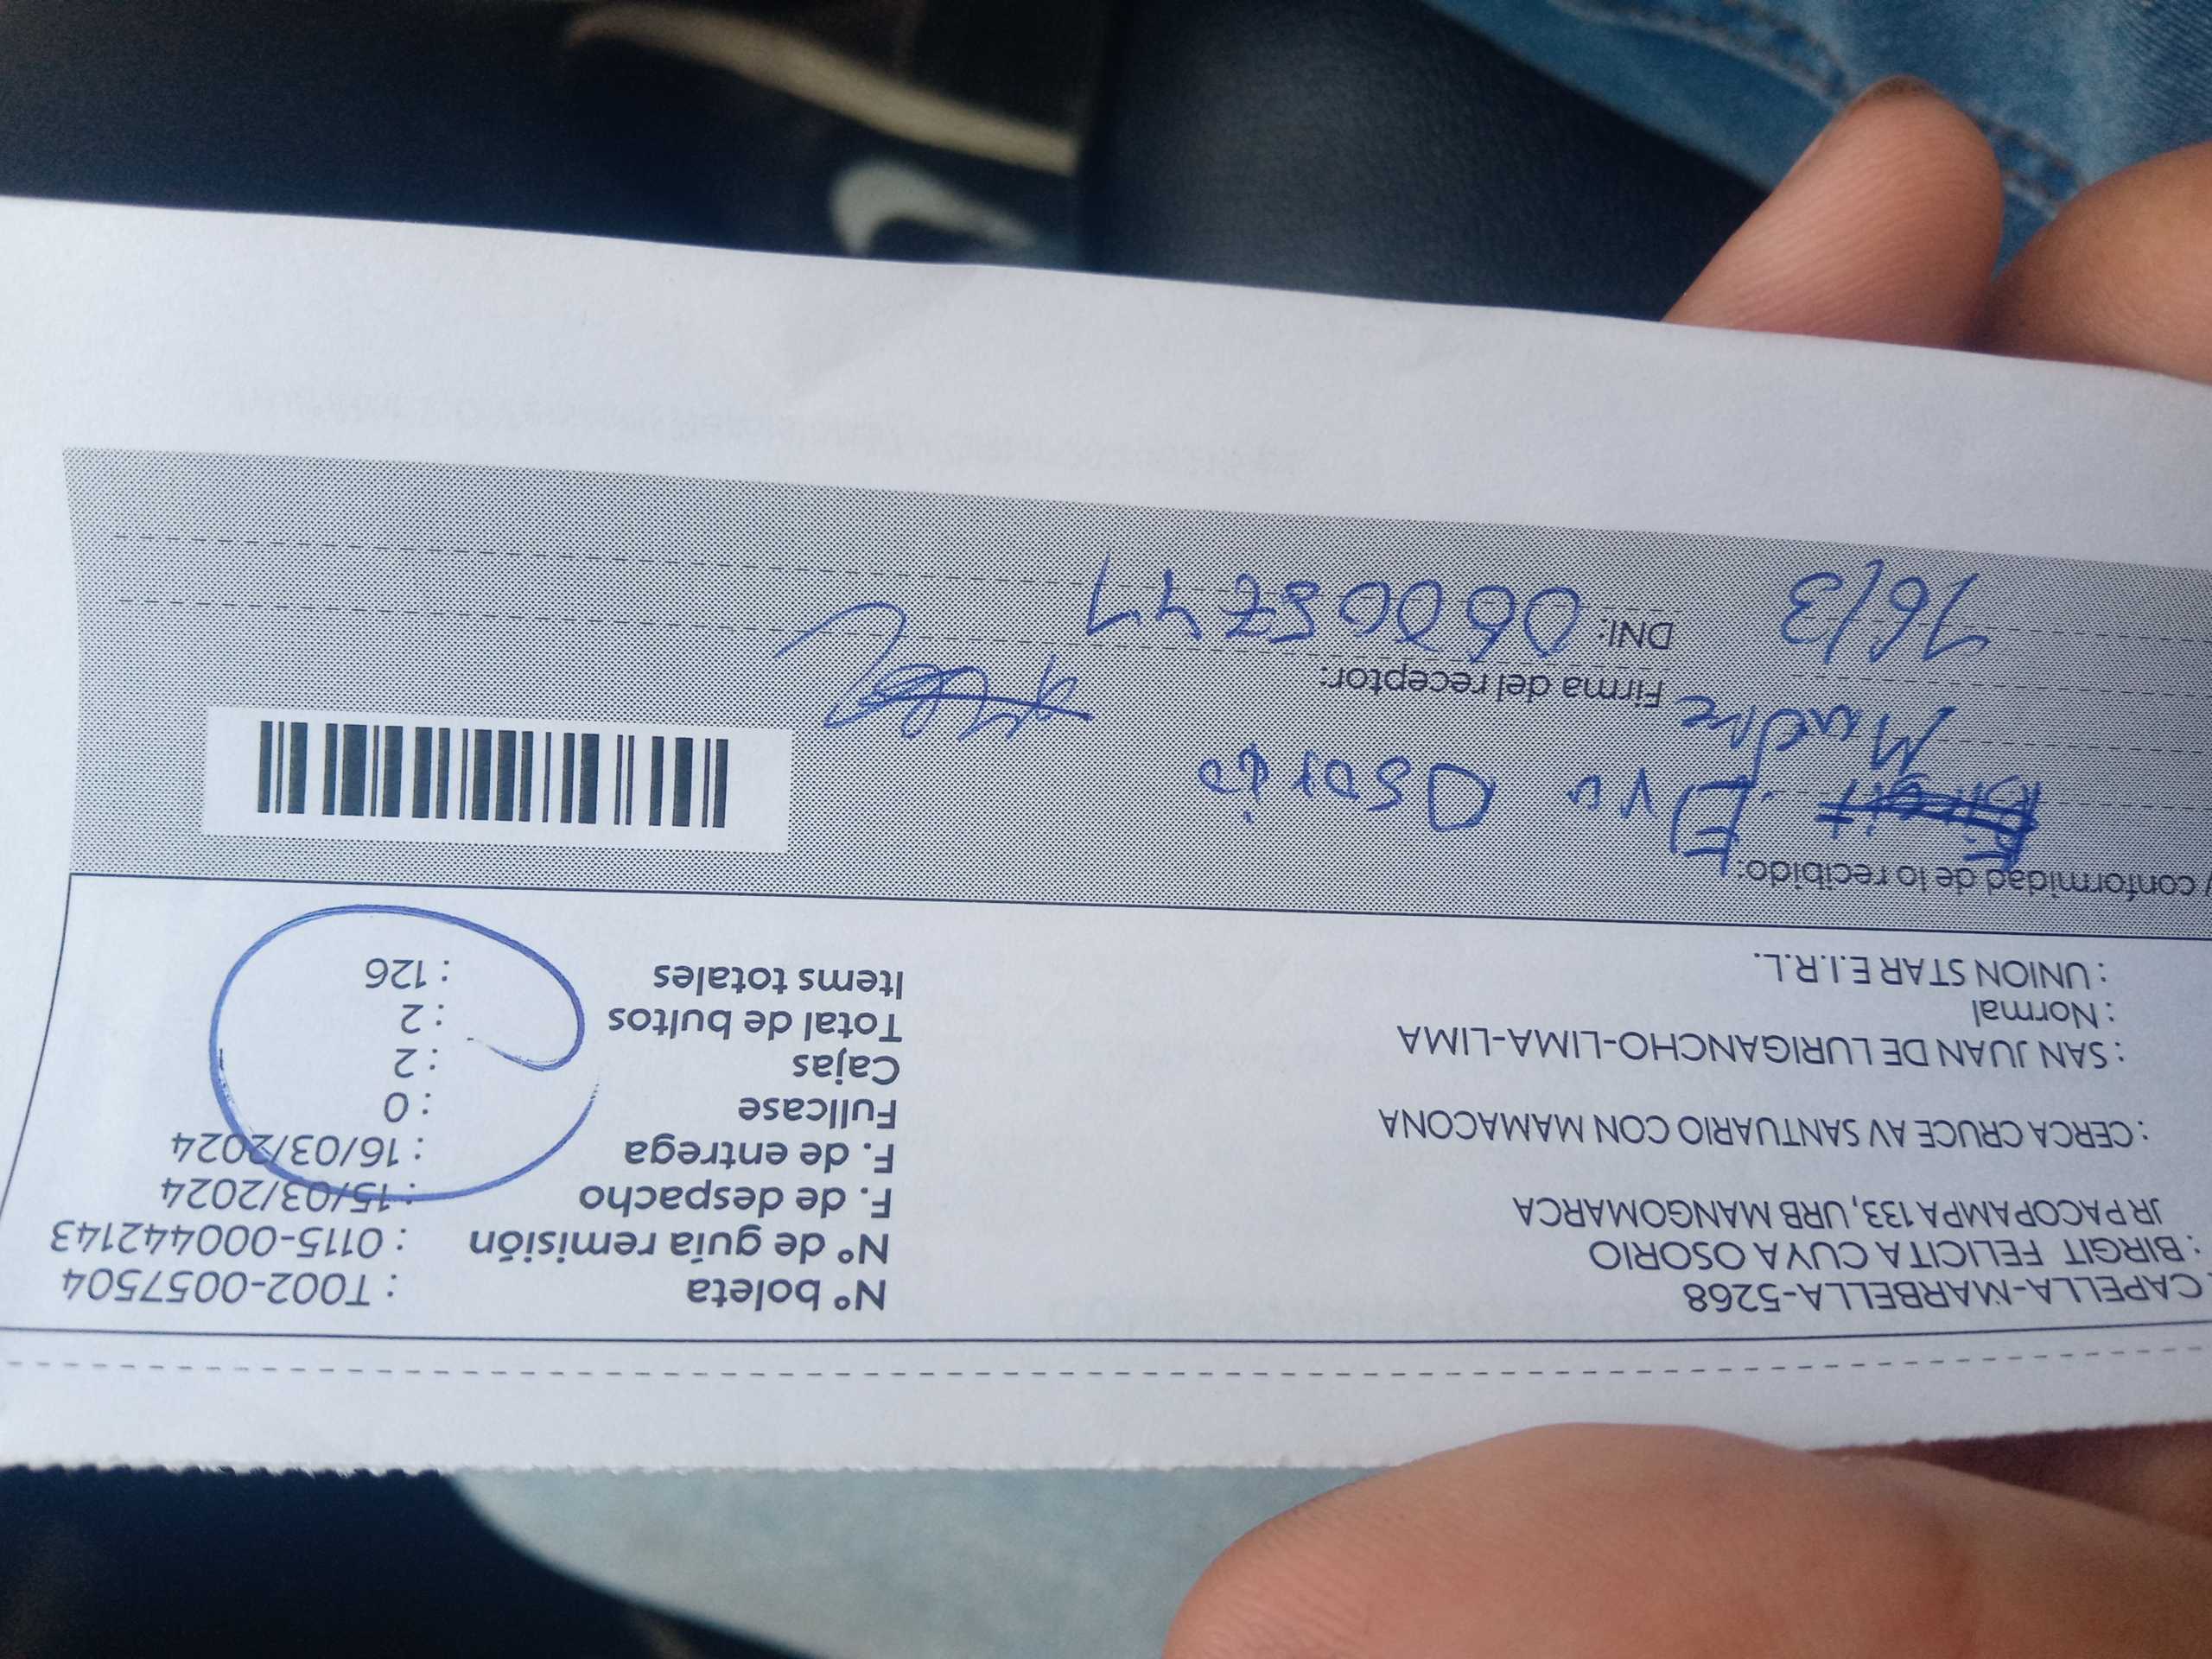 CAPELLA-MARBELLA-5268
: BIRGIT FELICITA CUYA OSORIO
JR PACOPAMPA 133, URB MANGOMARCA
: CERCA CRUCE AV SANTUARIO CON MAMACONA
: SAN JUAN DE LURIGANCHO-LIMA-LIMA
: Normal
: UNION STAR E.I.R.L.
N° boleta : T002-0057504
N° de guía remisión : 0115-000442143
F. de despacho : 15/03/2024
F. de entrega : 16/03/2024
Fullcase : 0
Cajas : 2
Total de bultos : 2
Items totales : 126
conformidad de lo recibido:
Birgit Eva Osorio
Madre
Firma del receptor:
16/3
DNI: